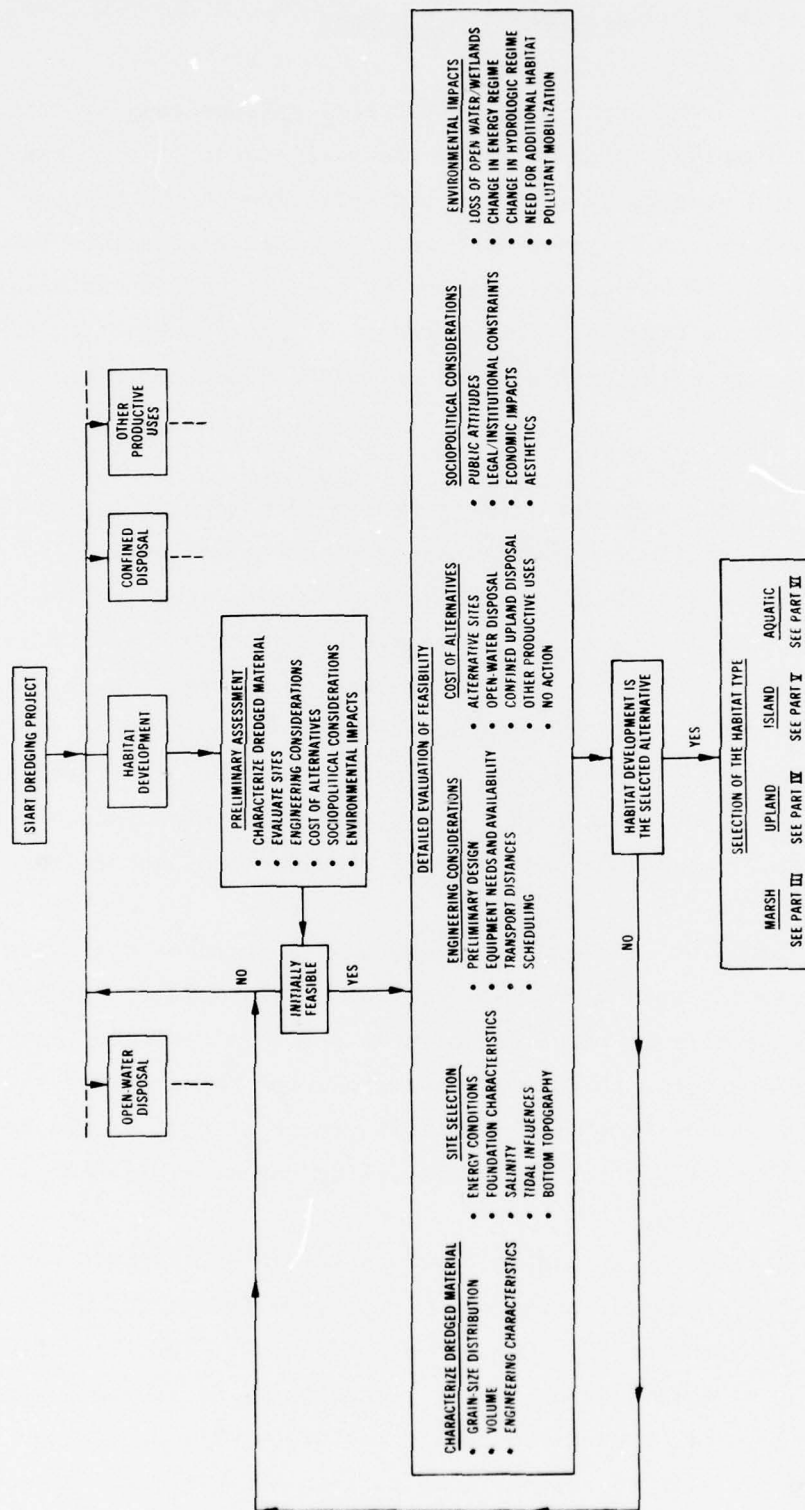 START DREDGING PROJECT
OPEN-WATER
DISPOSAL
HABITAT
DEVELOPMENT
CONFINED
DISPOSAL
OTHER
PRODUCTIVE
USES
PRELIMINARY ASSESSMENT
• CHARACTERIZE DREDGED MATERIAL
• EVALUATE SITES
• ENGINEERING CONSIDERATIONS
• COST OF ALTERNATIVES
• SOCIOPOLITICAL CONSIDERATIONS
• ENVIRONMENTAL IMPACTS
NO
INITIALLY
FEASIBLE
YES
DETAILED EVALUATION OF FEASIBILITY
CHARACTERIZE DREDGED MATERIAL
• GRAIN-SIZE DISTRIBUTION
• VOLUME
• ENGINEERING CHARACTERISTICS
SITE SELECTION
• ENERGY CONDITIONS
• FOUNDATION CHARACTERISTICS
• SALINITY
• TIDAL INFLUENCES
• BOTTOM TOPOGRAPHY
ENGINEERING CONSIDERATIONS
• PRELIMINARY DESIGN
• EQUIPMENT NEEDS AND AVAILABILITY
• TRANSPORT DISTANCES
• SCHEDULING
COST OF ALTERNATIVES
• ALTERNATIVE SITES
• OPEN-WATER DISPOSAL
• CONFINED UPLAND DISPOSAL
• OTHER PRODUCTIVE USES
• NO ACTION
SOCIOPOLITICAL CONSIDERATIONS
• PUBLIC ATTITUDES
• LEGAL/INSTITUTIONAL CONSTRAINTS
• ECONOMIC IMPACTS
• AESTHETICS
ENVIRONMENTAL IMPACTS
• LOSS OF OPEN WATER/WETLANDS
• CHANGE IN ENERGY REGIME
• CHANGE IN HYDROLOGIC REGIME
• NEED FOR ADDITIONAL HABITAT
• POLLUTANT MOBILIZATION
HABITAT DEVELOPMENT IS
THE SELECTED ALTERNATIVE
NO
YES
SELECTION OF THE HABITAT TYPE
MARSH UPLAND ISLAND AQUATIC
SEE PART III SEE PART IV SEE PART V SEE PART VI